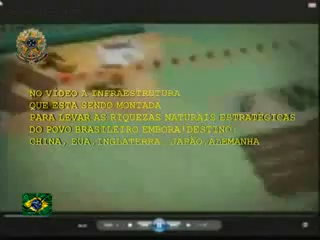 NO VIDEO A INFRAESTRUTURA
QUE ESTA SENDO MONTADA
PARA LEVAR AS RIQUEZAS NATURAIS ESTRATEGICAS
DO POVO BRASILEIRO EMBORA!DESTINO:
CHINA, EUA,INGLATERRA, JAPÃO,ALEMANHA